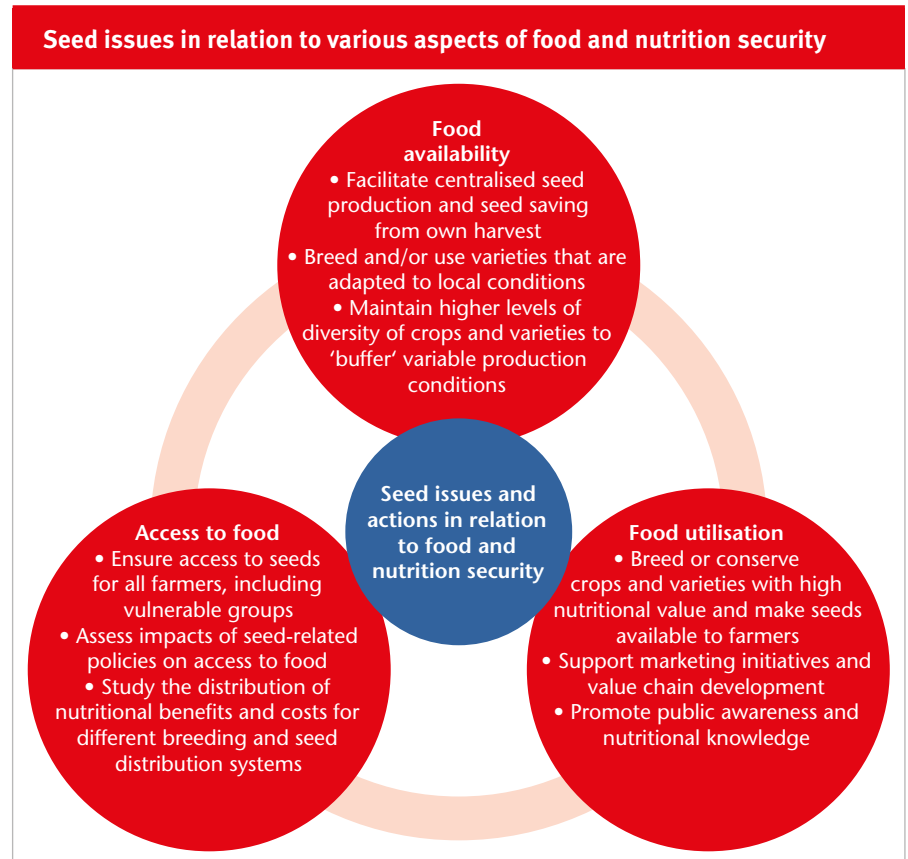 Seed issues in relation to various aspects of food and nutrition security
Food
availability
• Facilitate centralised seed
production and seed saving
from own harvest
• Breed and/or use varieties that are
adapted to local conditions
• Maintain higher levels of
diversity of crops and varieties to
‘buffer‘ variable production
conditions
Seed issues and
actions in relation
to food and
nutrition security
Access to food
• Ensure access to seeds
for all farmers, including
vulnerable groups
• Assess impacts of seed-related
policies on access to food
• Study the distribution of
nutritional benefits and costs for
different breeding and seed
distribution systems
Food utilisation
• Breed or conserve
crops and varieties with high
nutritional value and make seeds
available to farmers
• Support marketing initiatives and
value chain development
• Promote public awareness and
nutritional knowledge